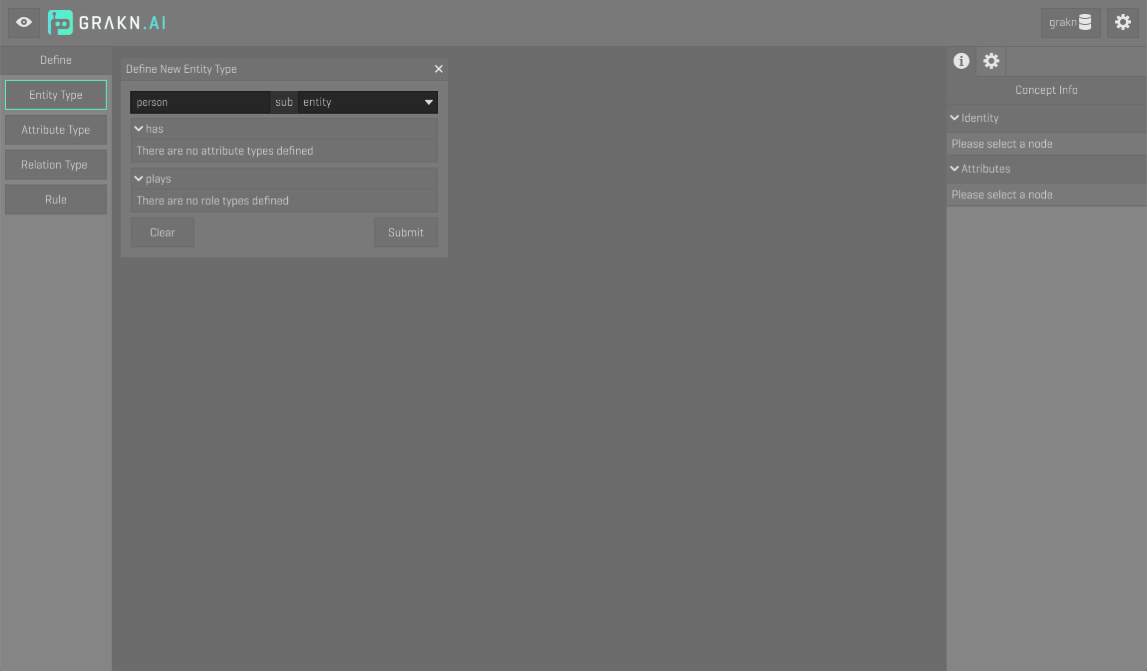 GRAKN.AI
grakn
Define
Entity Type
Attribute Type
Relation Type
Rule
Define New Entity Type
person sub entity
has
There are no attribute types defined
plays
There are no role types defined
Clear Submit
Concept Info
Identity
Please select a node
Attributes
Please select a node